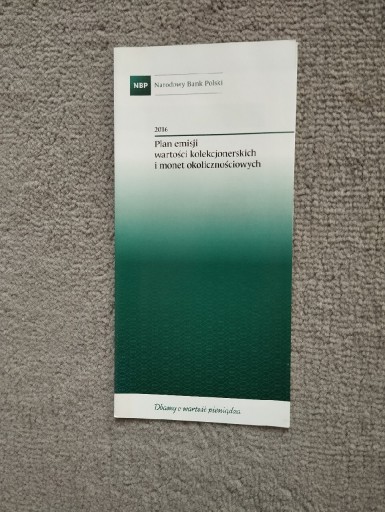 NBP Narodowy Bank Polski
2016
Plan emisji
wartości kolekcjonerskich
i monet okolicznościowych
Dbamy o wartość pieniądza